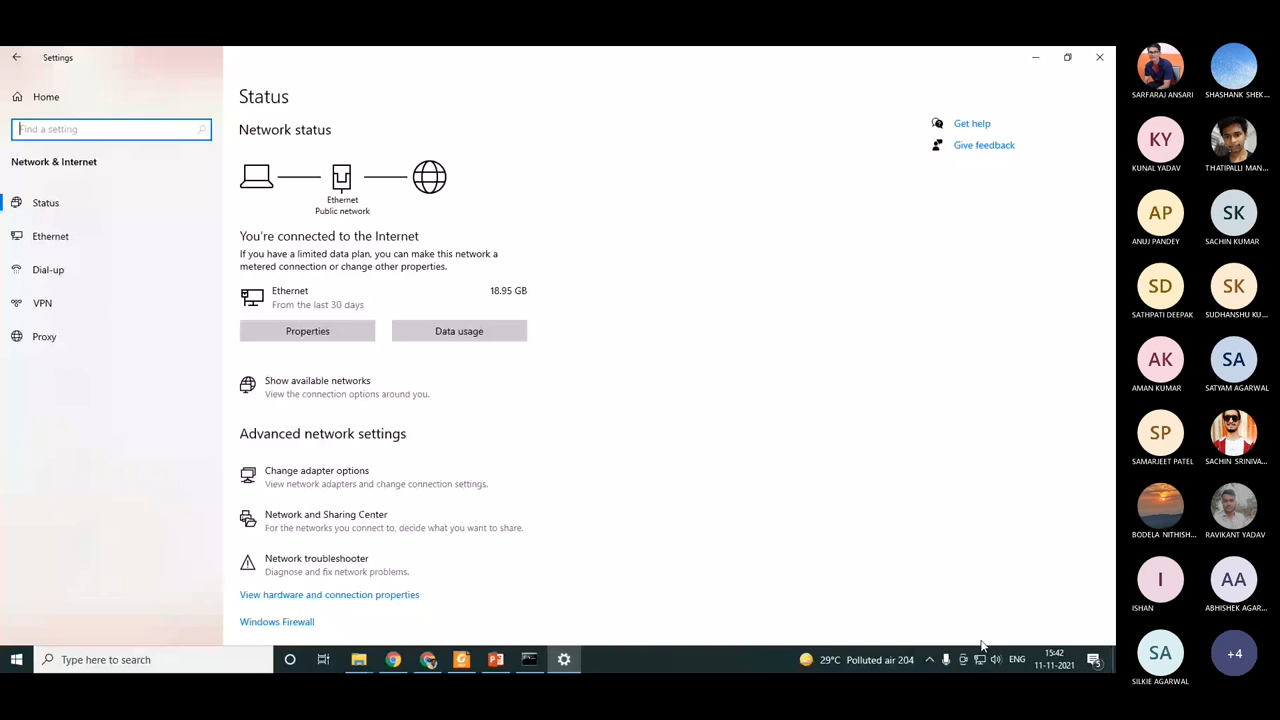 Settings
Home
Find a setting
Network & Internet
Status
Ethernet
Dial-up
VPN
Proxy
Status
Network status
Ethernet
Public network
You're connected to the Internet
If you have a limited data plan, you can make this network a
metered connection or change other properties.
Ethernet
18.95 GB
From the last 30 days
Properties
Data usage
Show available networks
View the connection options around you.
Advanced network settings
Change adapter options
View network adapters and change connection settings.
Network and Sharing Center
For the networks you connect to, decide what you want to share.
Network troubleshooter
Diagnose and fix network problems.
View hardware and connection properties
Windows Firewall
Get help
Give feedback
Type here to search
29°C Polluted air 204
ENG
15:42
11-11-2021
5
SARFARAJ ANSARI
SHASHANK SHEK...
KY
KUNAL YADAV
THATIPALLI MAN...
AP
SK
ANUJ PANDEY
SACHIN KUMAR
SD
SK
SATHPATI DEEPAK
SUDHANSHU KU...
AK
SA
AMAN KUMAR
SATYAM AGARWAL
SP
SAMARJEET PATEL
SACHIN SRINIVA...
BODELA NITHISH...
RAVIKANT YADAV
I
AA
ISHAN
ABHISHEK AGAR...
SA
+4
SILKIE AGARWAL